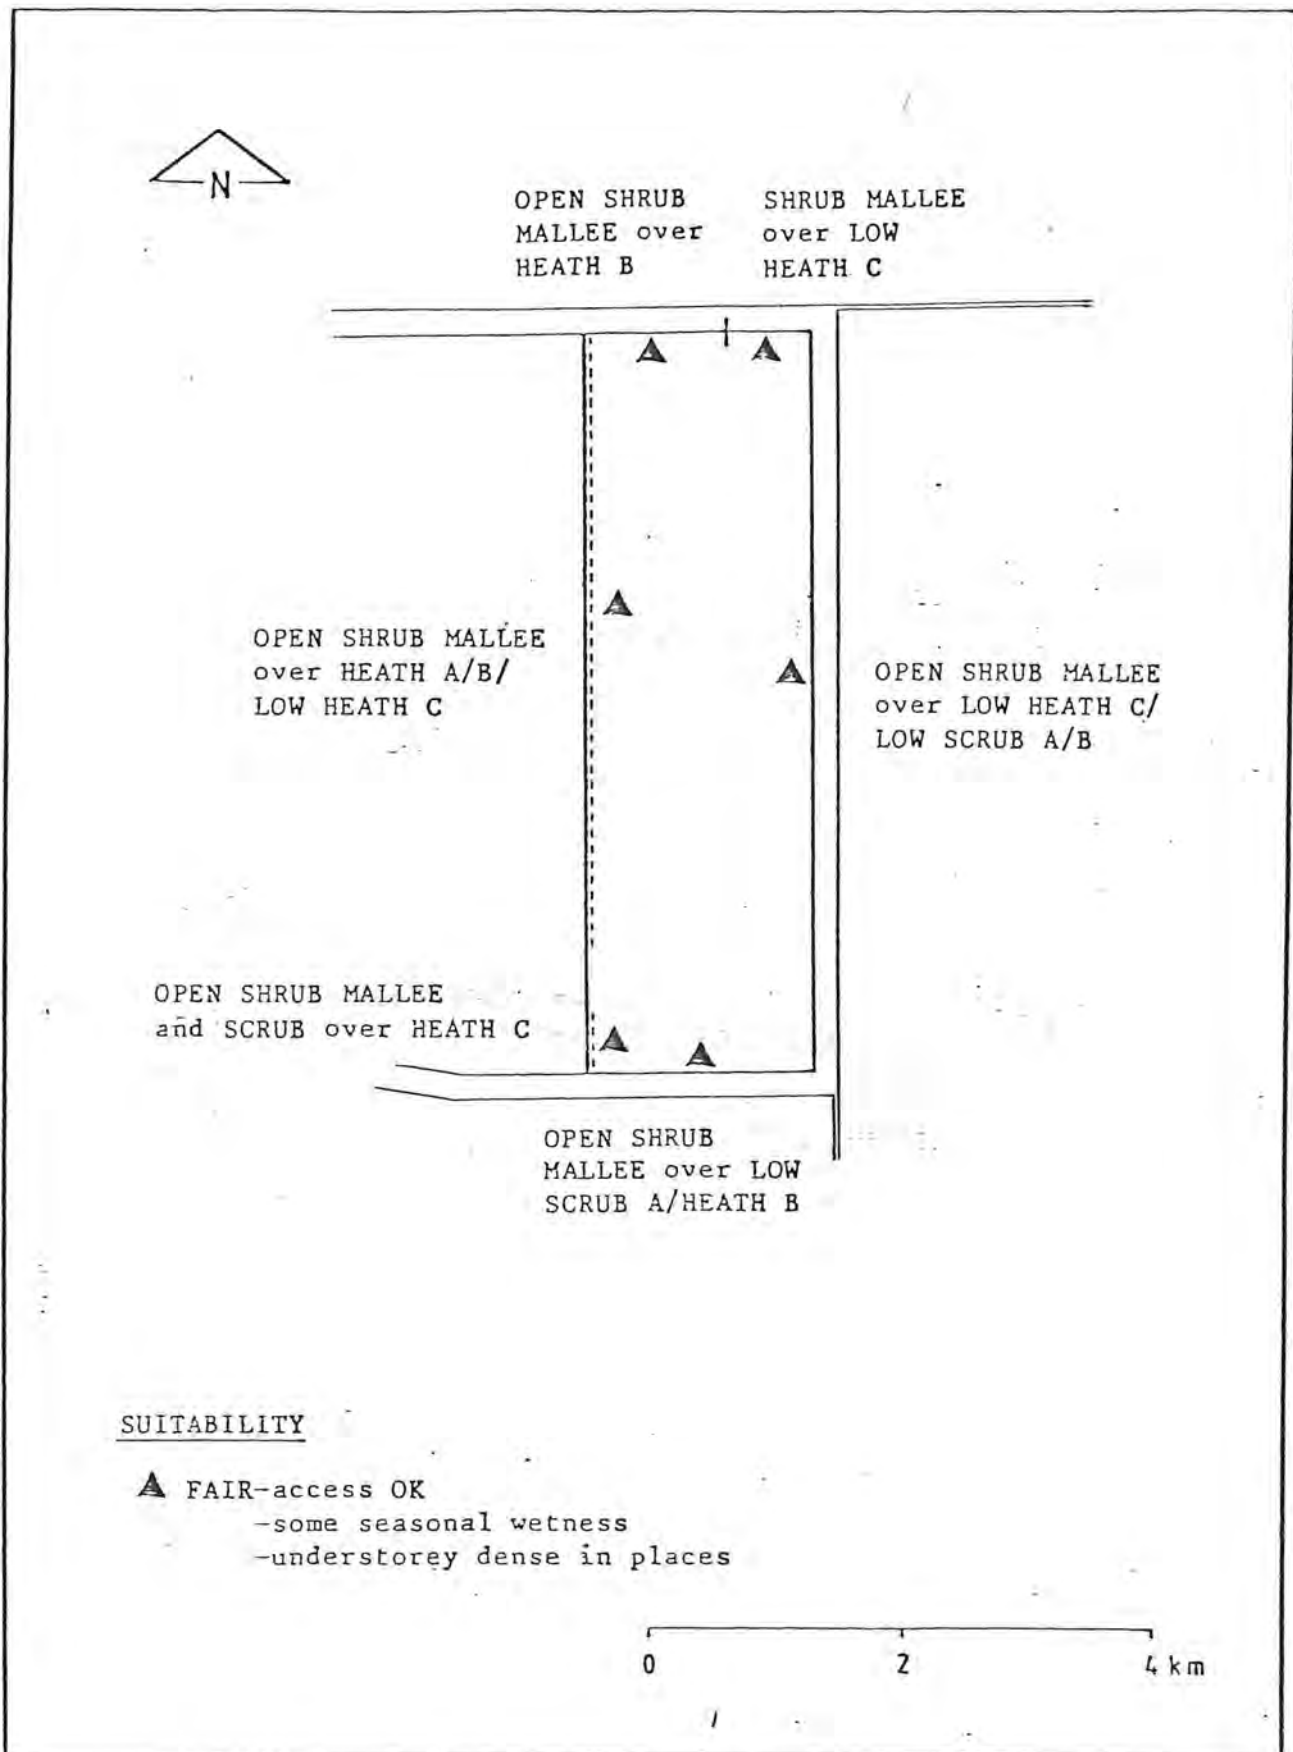 N
OPEN SHRUB
MALLEE over
HEATH B
SHRUB MALLEE
over LOW
HEATH C
OPEN SHRUB MALLEE
over HEATH A/B/
LOW HEATH C
OPEN SHRUB MALLEE
over LOW HEATH C/
LOW SCRUB A/B
OPEN SHRUB MALLEE
and SCRUB over HEATH C
OPEN SHRUB
MALLEE over LOW
SCRUB A/HEATH B
SUITABILITY
FAIR-access OK
-some seasonal wetness
-understorey dense in places
0 2 4 km